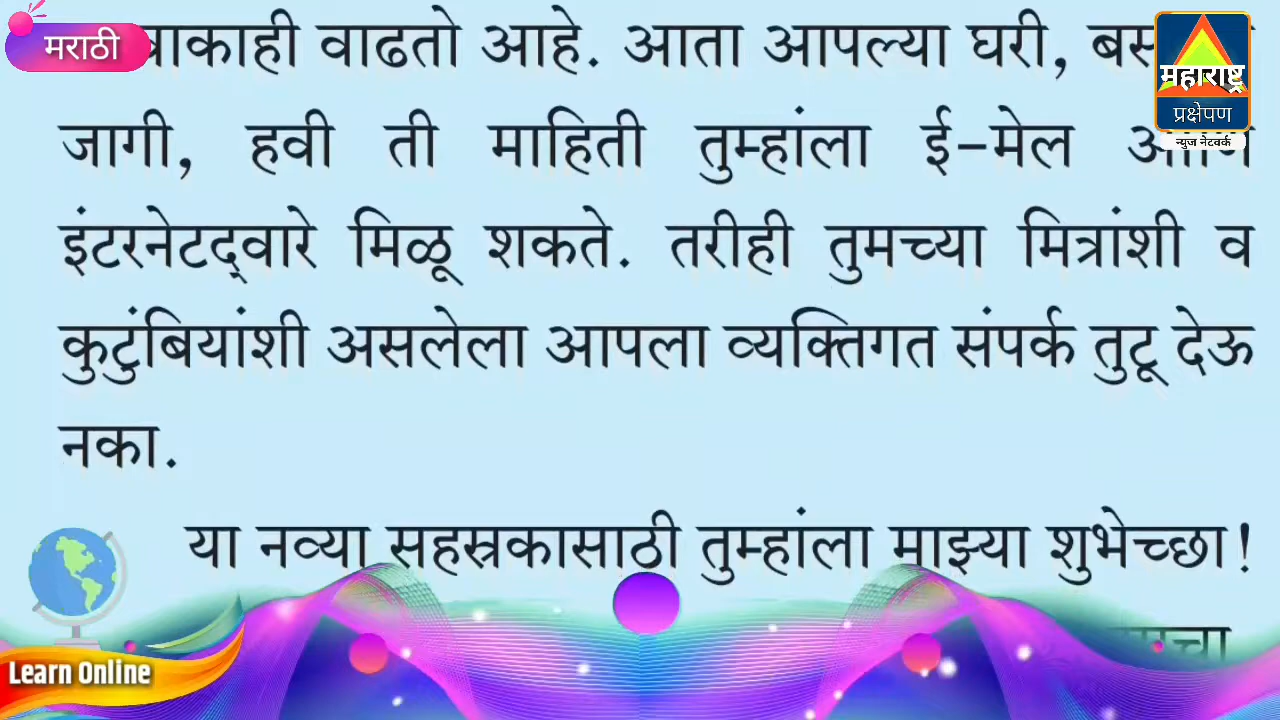 मराठी
वाढतो आहे. आता आपल्या घरी,
महाराष्ट्र
प्रक्षेपण
न्युज नेटवर्क
जागी, हवी ती माहिती तुम्हांला ई-मेल
इंटरनेटद्वारे मिळू शकते. तरीही तुमच्या मित्रांशी व
कुटुंबियांशी असलेला आपला व्यक्तिगत संपर्क तुटू देऊ
नका.
या नव्या सहस्रकासाठी तुम्हांला माझ्या शुभेच्छा!
Learn Online